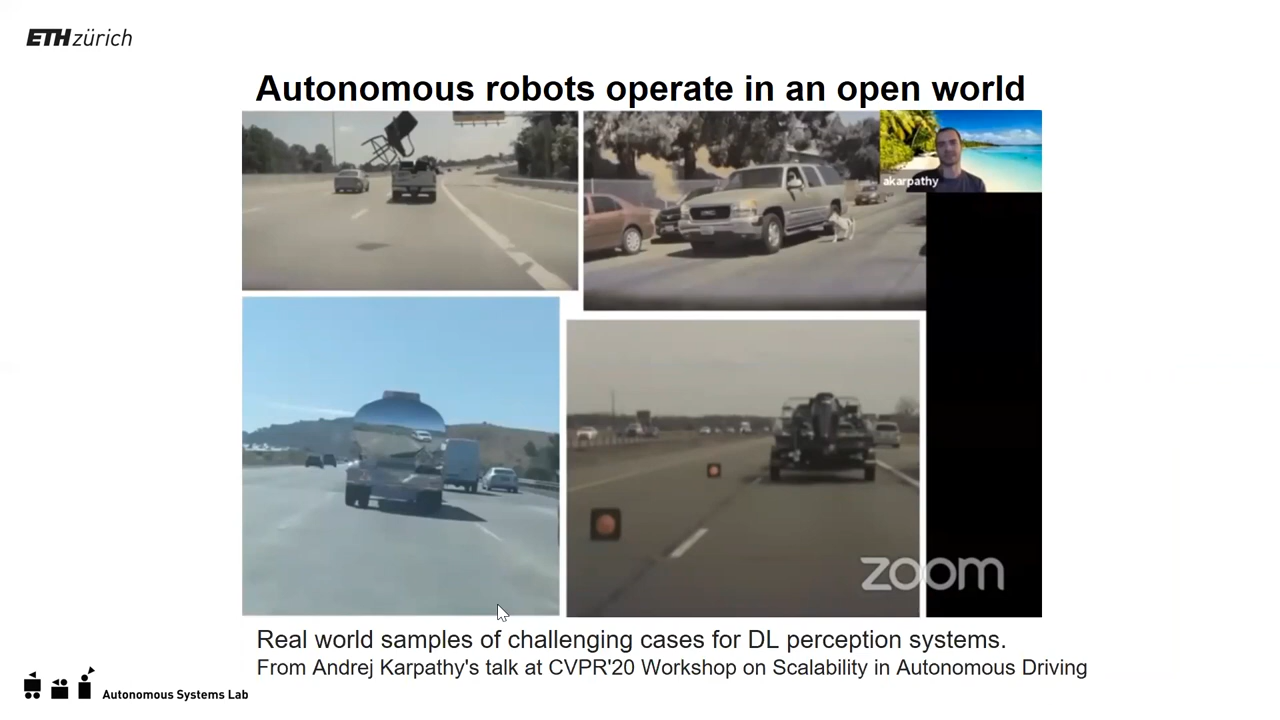 ETH zürich
Autonomous robots operate in an open world
akarpathy
GMC
zoom
Real world samples of challenging cases for DL perception systems.
From Andrej Karpathy's talk at CVPR'20 Workshop on Scalability in Autonomous Driving
Autonomous Systems Lab